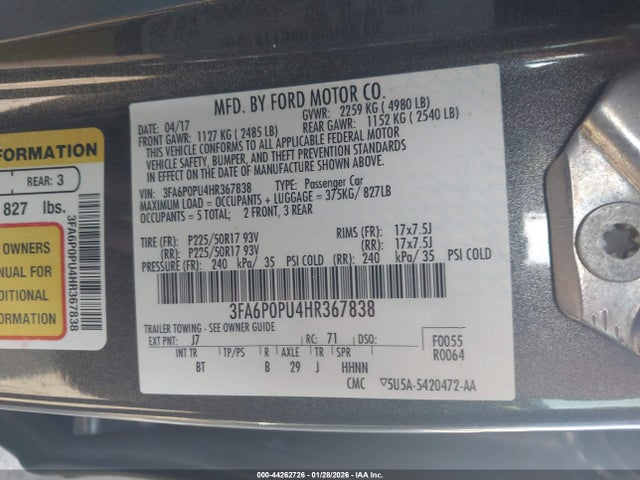 MFD. BY FORD MOTOR CO.
DATE: 04/17
GVWR: 2259 KG ( 4980 LB)
FRONT GAWR: 1127 KG ( 2485 LB)
REAR GAWR: 1152 KG ( 2540 LB)
THIS VEHICLE CONFORMS TO ALL APPLICABLE FEDERAL MOTOR
VEHICLE SAFETY, BUMPER, AND THEFT PREVENTION STANDARDS
IN EFFECT ON THE DATE OF MANUFACTURE SHOWN ABOVE.
VIN: 3FA6P0PU4HR367838 TYPE: Passenger Car
MAXIMUM LOAD = OCCUPANTS + LUGGAGE = 375KG/ 827LB
OCCUPANTS = 5 TOTAL; 2 FRONT, 3 REAR
TIRE (FR): P225/50R17 93V RIMS (FR): 17x7.5J
(RR): P225/50R17 93V (RR): 17x7.5J
PRESSURE (FR): 240 kPa/ 35 PSI COLD (RR): 240 kPa/ 35 PSI COLD
3FA6P0PU4HR367838
TRAILER TOWING - SEE OWNER GUIDE
EXT PNT: J7 RC: 71 DSO:
F0055
R0064
INT TR TP/PS R AXLE TR SPR
BT B 29 J HHNN
CMC 5U5A-5420472-AA
FORMATION
REAR: 3
827 lbs.
OWNERS
NUAL FOR
DITIONAL
FORMATION
3FA6P0PU4HR367838
000-44262726 | 01/28/2026 | IAA Inc.